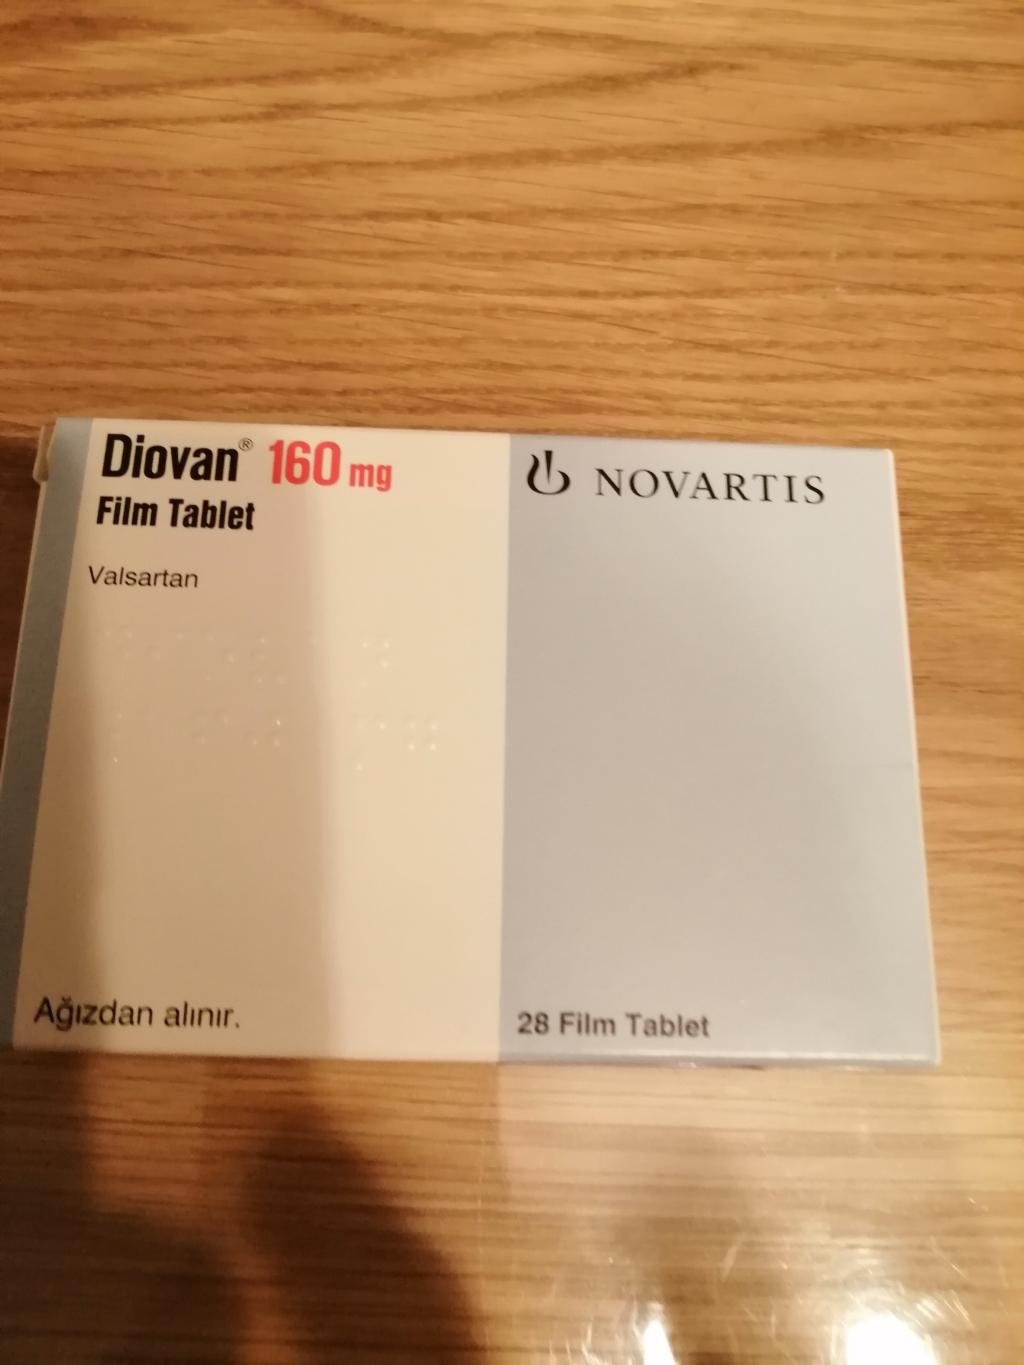 Diovan® 160 mg
Film Tablet
Valsartan
Ağızdan alınır.
NOVARTIS
28 Film Tablet